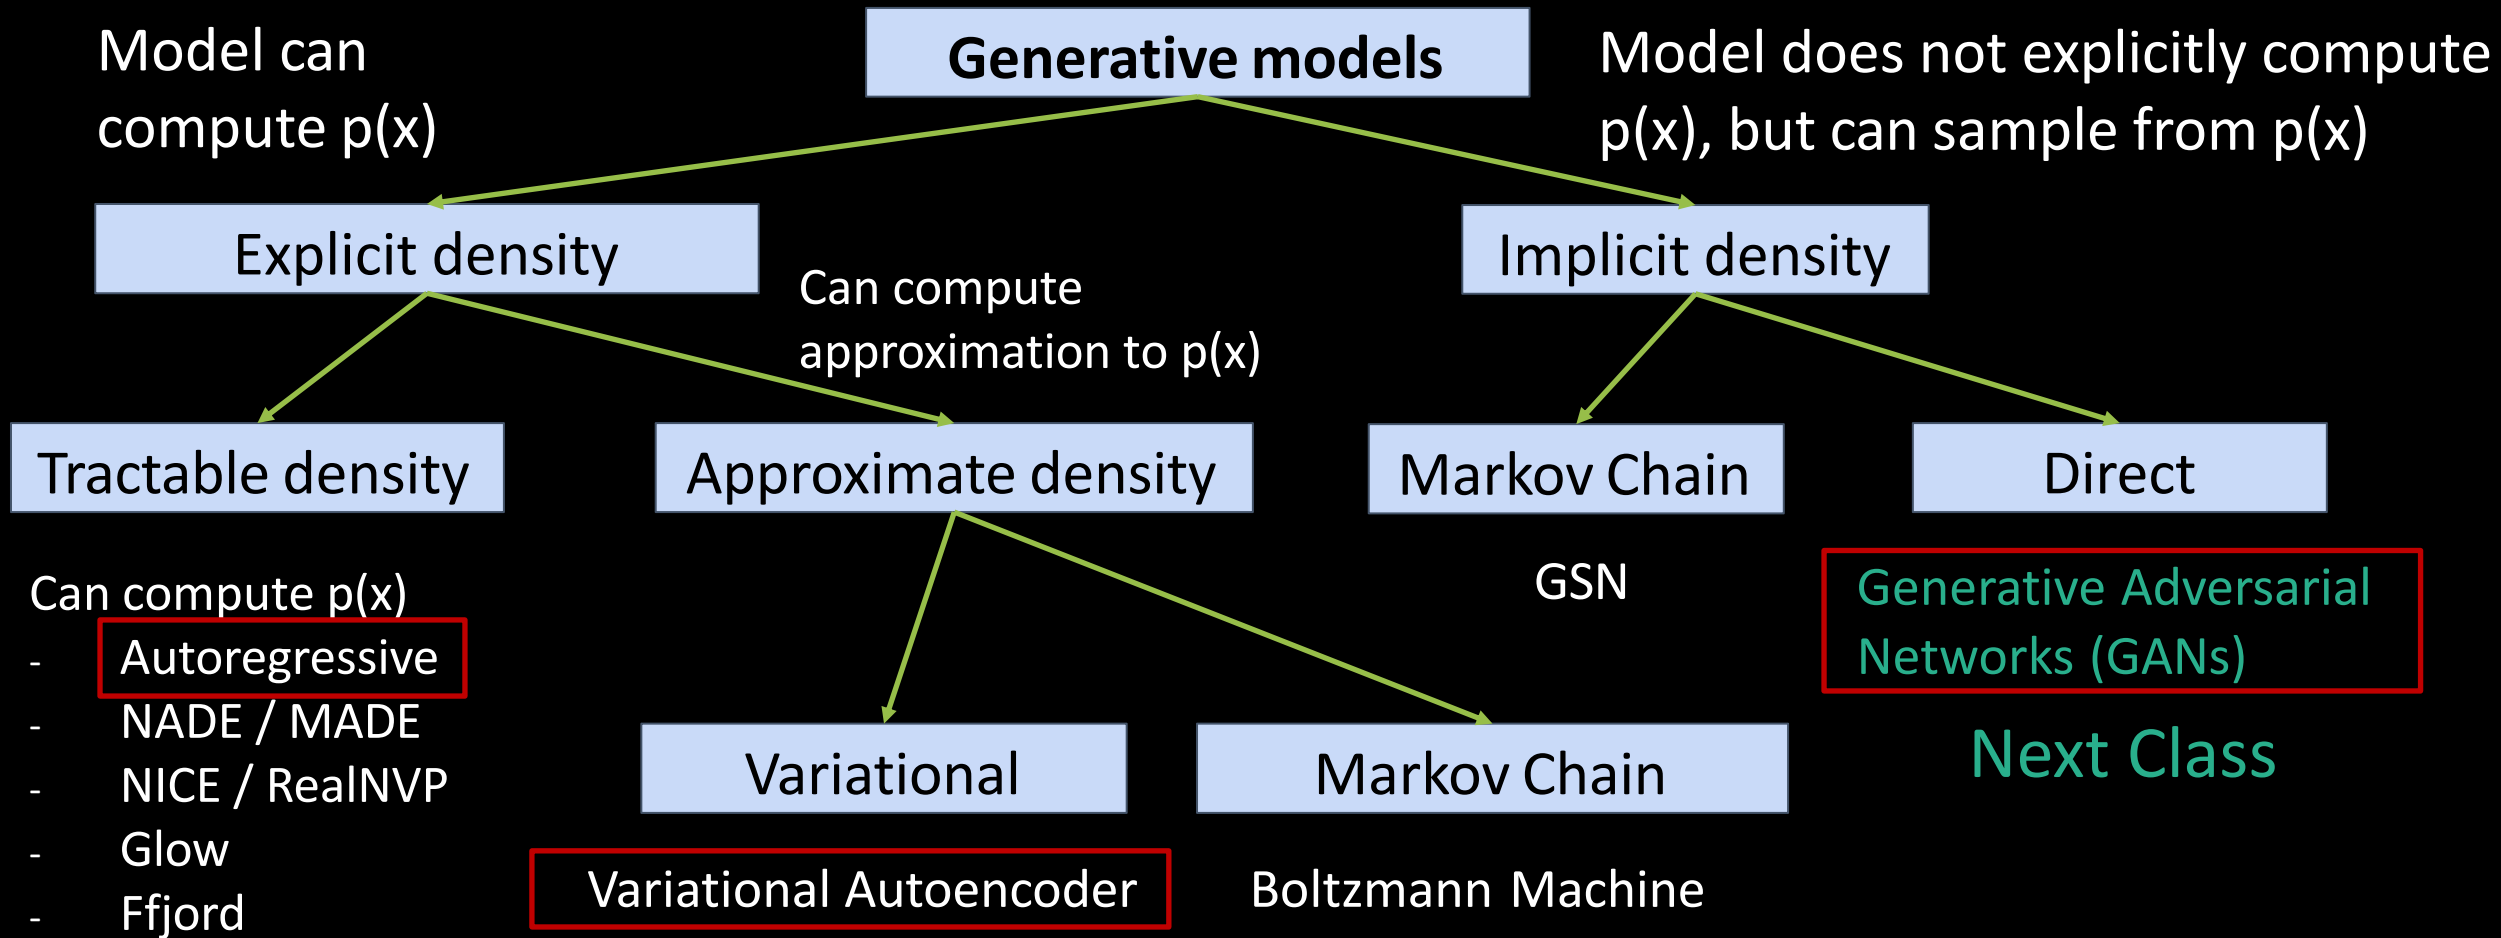 Generative models
Model can
compute p(x)
Model does not explicitly compute
p(x), but can sample from p(x)
Explicit density
Implicit density
Can compute
approximation to p(x)
Tractable density
Approximate density
Markov Chain
Direct
Can compute p(x)
- Autoregressive
- NADE / MADE
- NICE / RealNVP
- Glow
- Ffjord
GSN
Generative Adversarial
Networks (GANs)
Next Class
Variational
Markov Chain
Variational Autoencoder
Boltzmann Machine